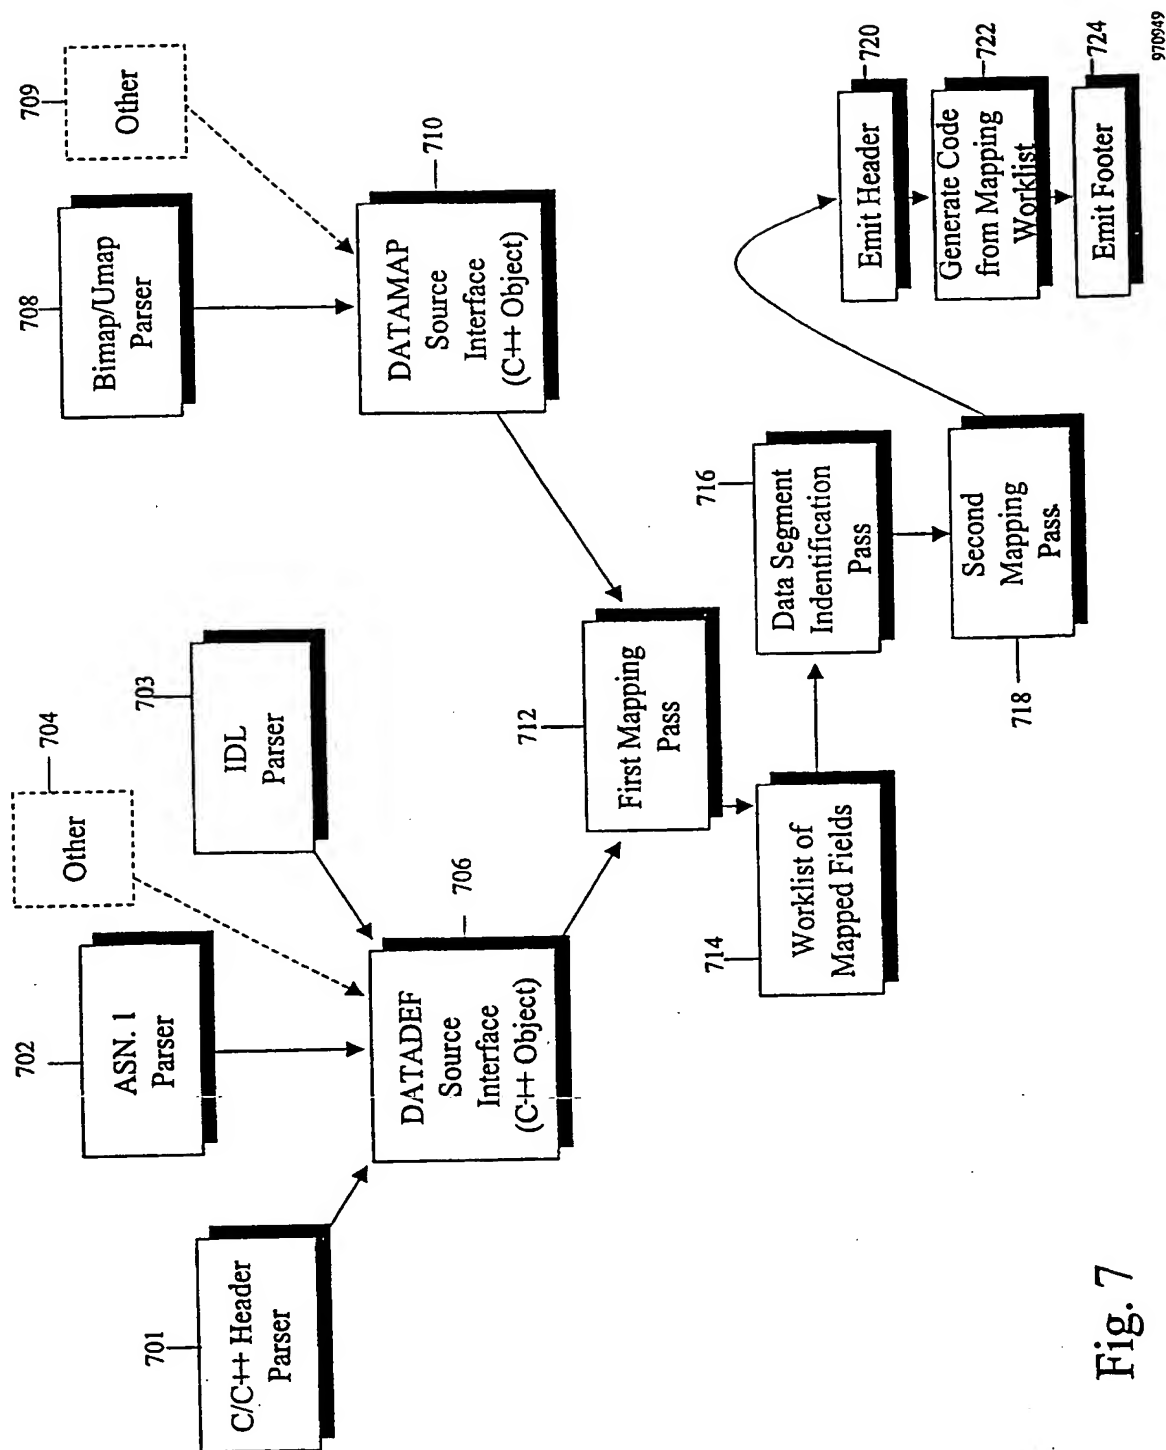 701
C/C++ Header
Parser
702
ASN. 1
Parser
Other
704
703
IDL
Parser
708
Bimap/Umap
Parser
709
Other
DATADEF
Source
Interface
(C++ Object)
706
DATAMAP
Source
Interface
(C++ Object)
710
712
First Mapping
Pass
714
Worklist of
Mapped Fields
716
Data Segment
Indentification
Pass
718
Second
Mapping
Pass.
Emit Header
720
Generate Code
from Mapping
Worklist
722
Emit Footer
724
Fig. 7
970949